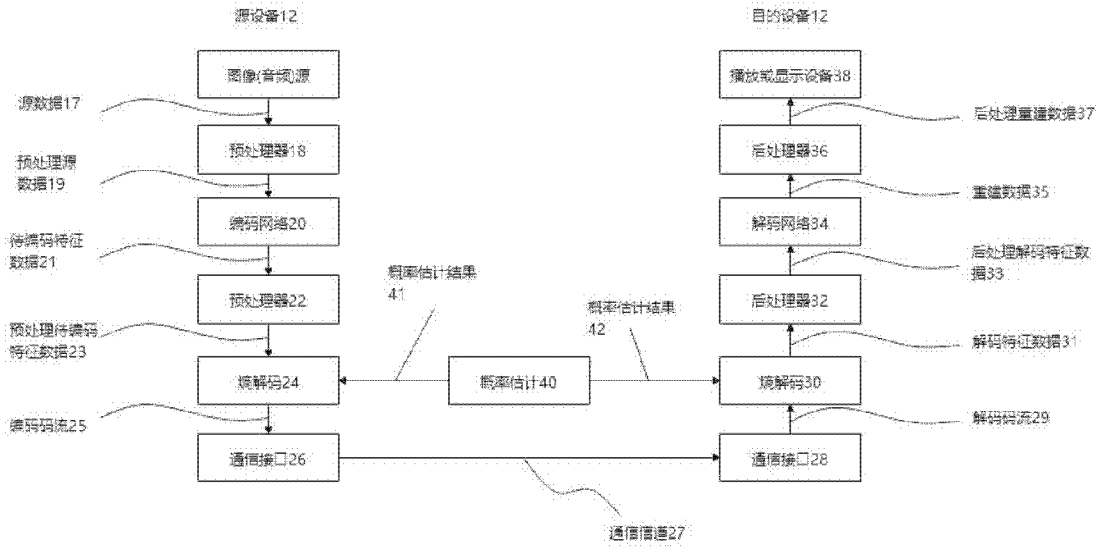 源设备12
目的设备12
图像(音频)源
播放或显示设备38
源数据17
后处理重建数据37
预处理器18
后处理器36
预处理源
数据19
重建数据35
编码网络20
解码网络34
待编码特征
数据21
后处理解码特征数
据33
概率估计结果
41
预处理器22
后处理器32
概率估计结果
42
预处理待编码
特征数据23
解码特征数据31
熵解码24
概率估计40
熵解码30
编码码流25
解码码流29
通信接口26
通信接口28
通信信道27